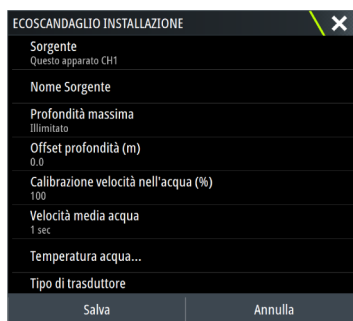 ECOSCANDAGLIO INSTALLAZIONE
Sorgente
Questo apparato CH1
Nome Sorgente
Profondità massima
Illimitato
Offset profondità (m)
0.0
Calibrazione velocità nell'acqua (%)
100
Velocità media acqua
1 sec
Temperatura acqua...
Tipo di trasduttore
Salva
Annulla